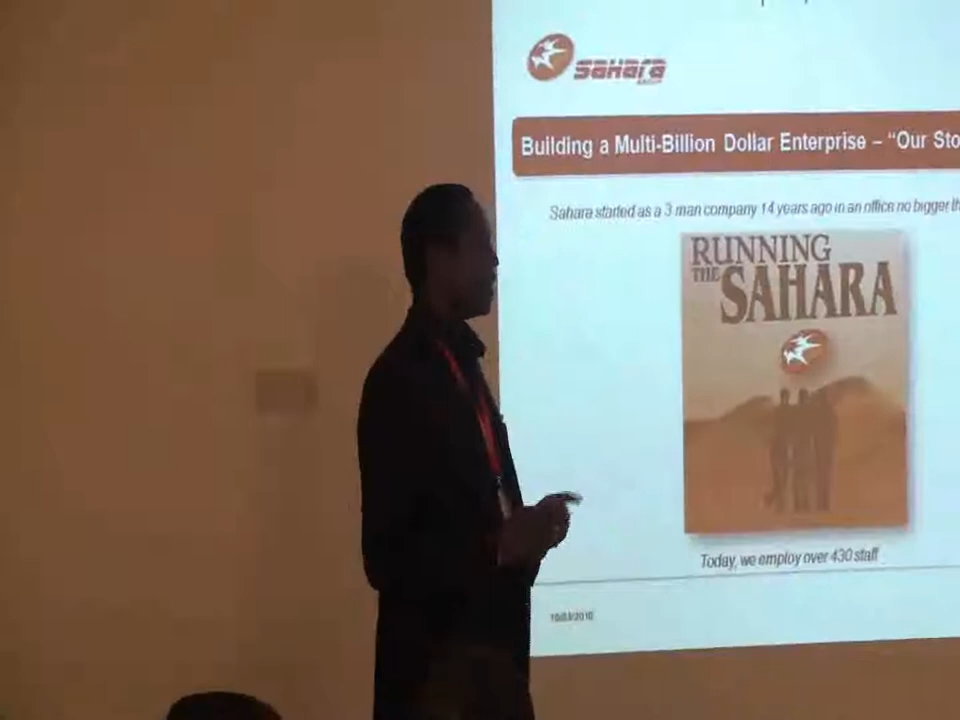 sahara
GROUP
Building a Multi-Billion Dollar Enterprise – “Our Sto
Sahara started as a 3 man company 14 years ago in an office no bigger th
RUNNING
THE SAHARA
Today, we employ over 430 staff